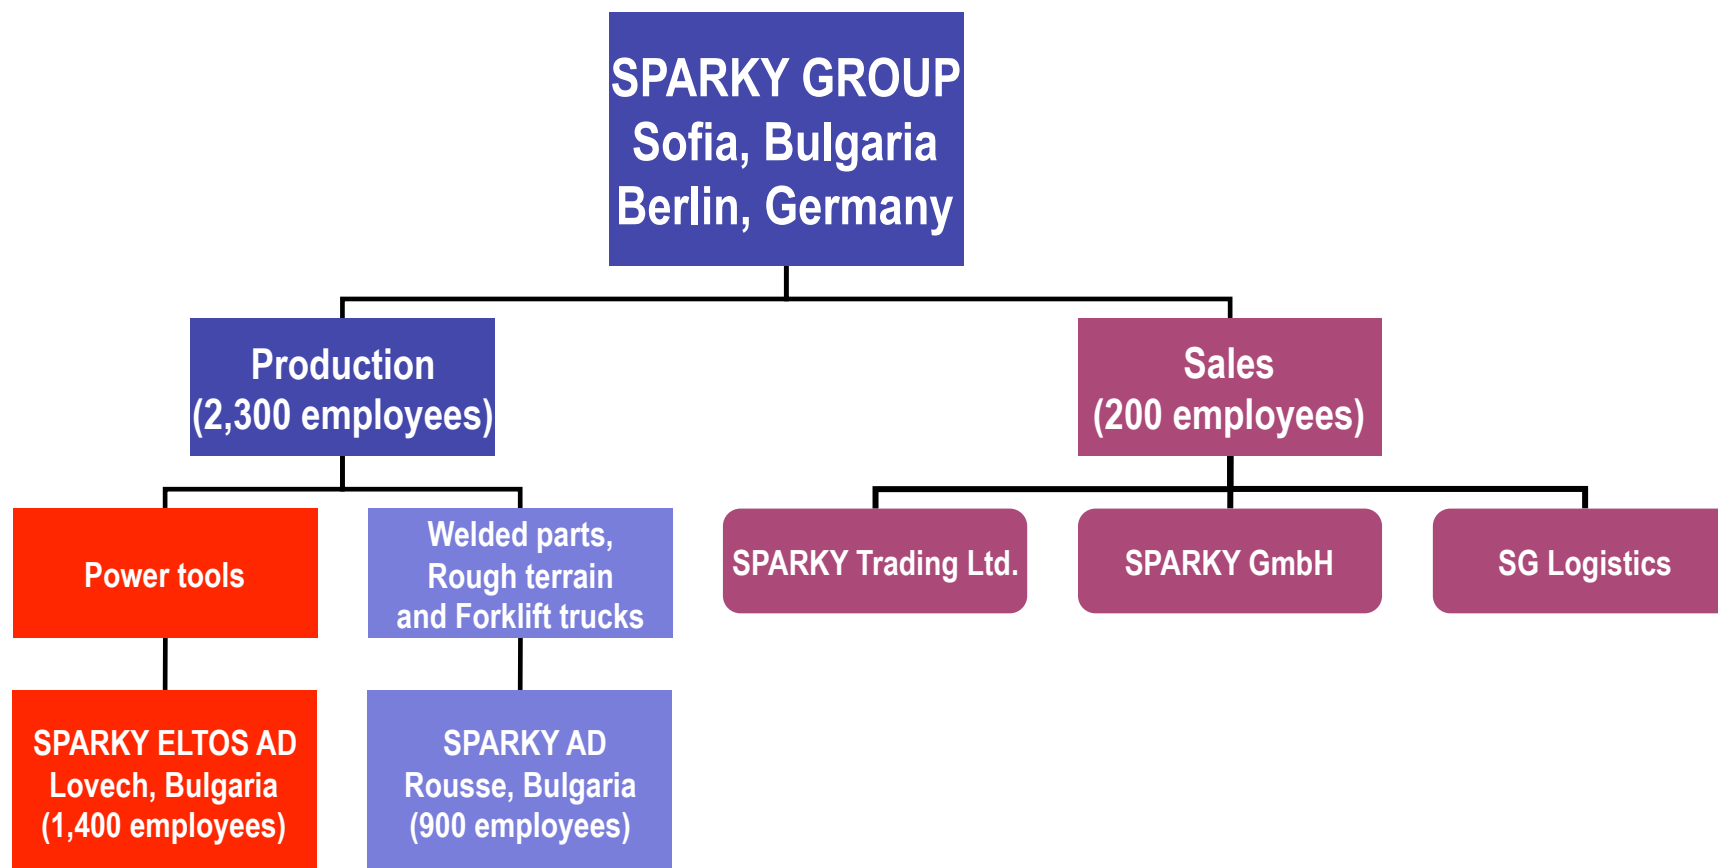 SPARKY GROUP
Sofia, Bulgaria
Berlin, Germany
Production
(2,300 employees)
Sales
(200 employees)
Power tools
Welded parts,
Rough terrain
and Forklift trucks
SPARKY Trading Ltd.
SPARKY GmbH
SG Logistics
SPARKY ELTOS AD
Lovech, Bulgaria
(1,400 employees)
SPARKY AD
Rousse, Bulgaria
(900 employees)